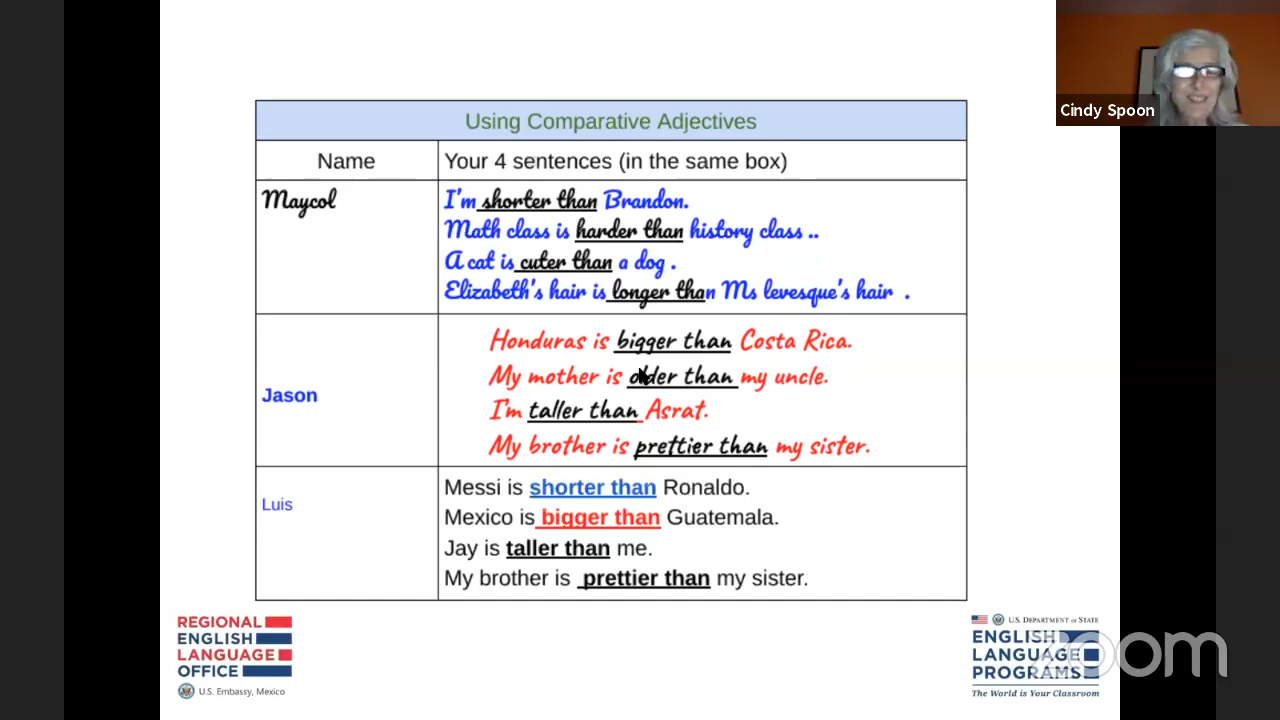 Cindy Spoon
Using Comparative Adjectives
Name
Your 4 sentences (in the same box)
Maycol
I'm shorter than Brandon.
Math class is harder than history class ..
A cat is cuter than a dog .
Elizabeth's hair is longer than Ms levesque's hair .
Jason
Honduras is bigger than Costa Rica.
My mother is older than my uncle.
I'm taller than Asrat.
My brother is prettier than my sister.
Luis
Messi is shorter than Ronaldo.
Mexico is bigger than Guatemala.
Jay is taller than me.
My brother is prettier than my sister.
REGIONAL
ENGLISH
LANGUAGE
OFFICE
U.S. Embassy, Mexico
U.S. DEPARTMENT OF STATE
ENGLISH
LANGUAGE
PROGRAMS
The World is Your Classroom
zoom